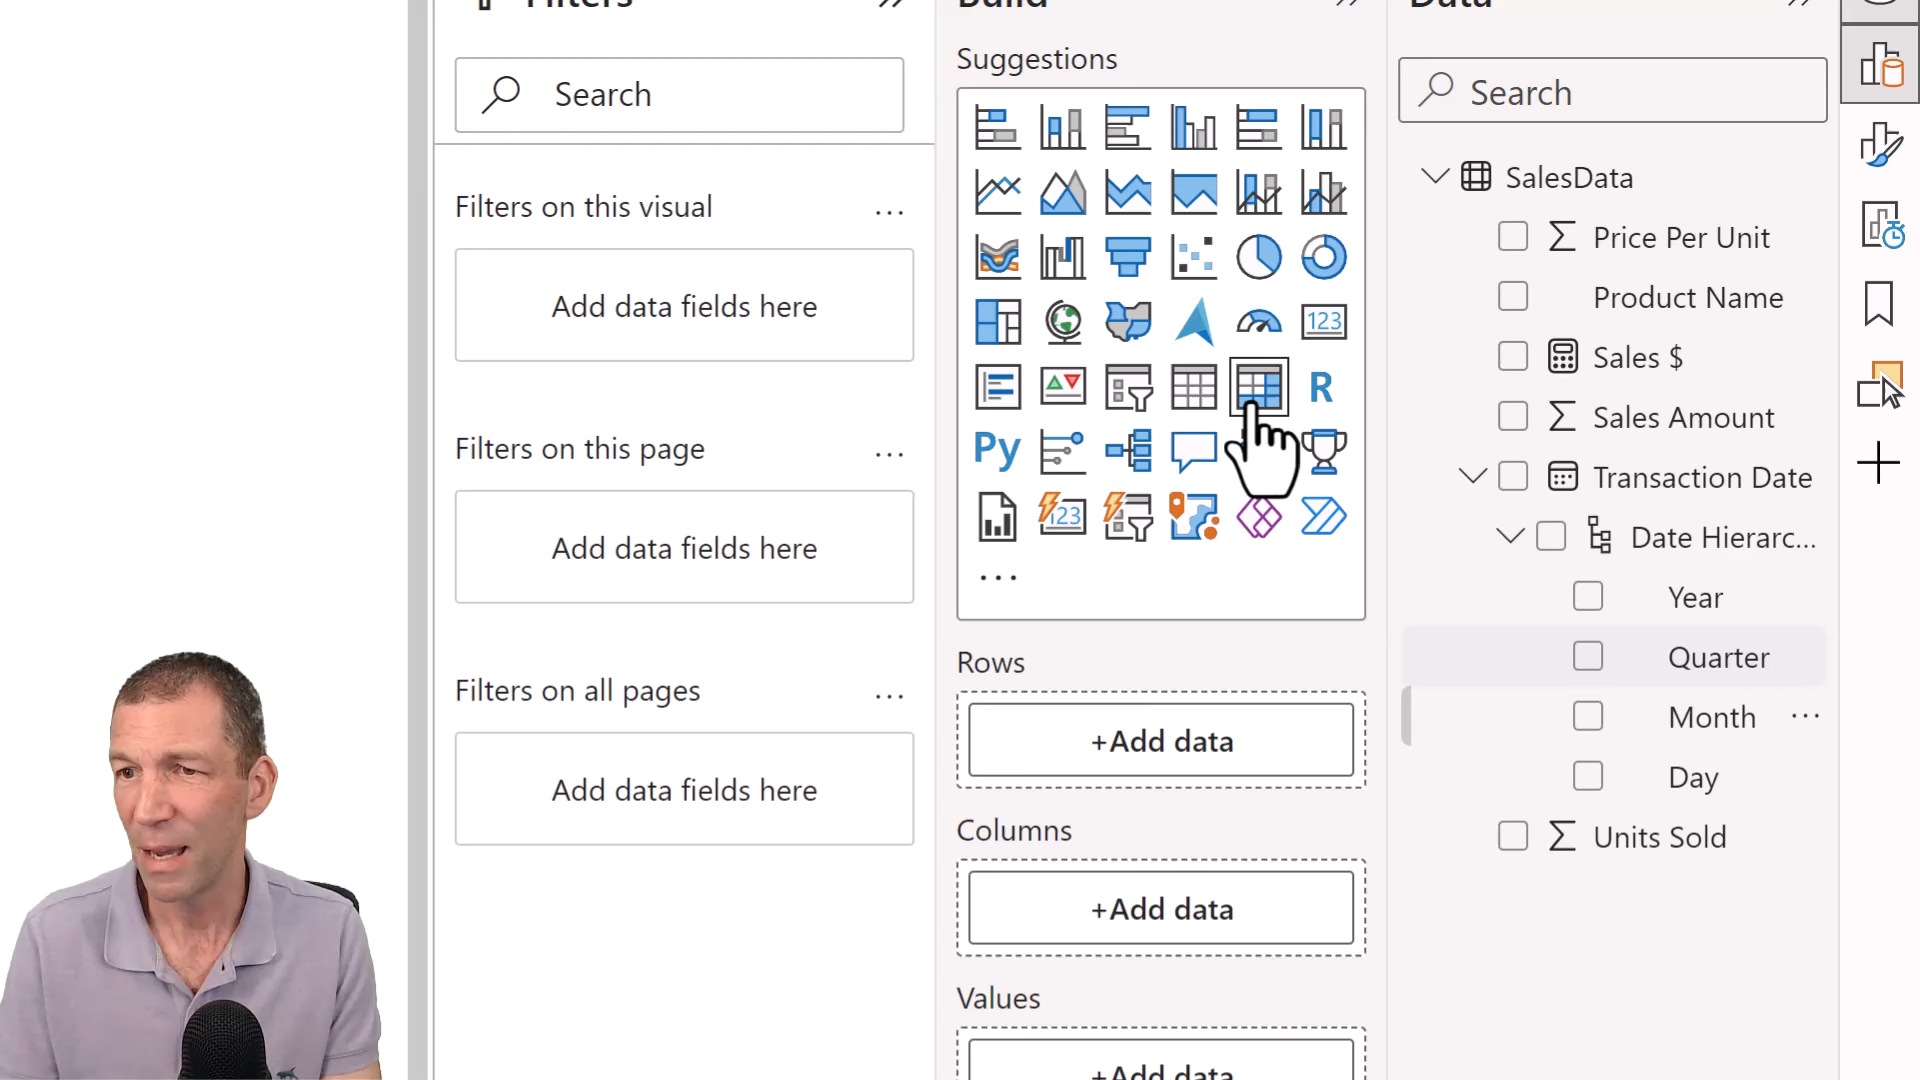 Filters
Search
Filters on this visual
...
Add data fields here
Filters on this page
...
Add data fields here
Filters on all pages
...
Add data fields here
Build
Suggestions
123
R
Py
123
...
Rows
+Add data
Columns
+Add data
Values
+Add data
Data
Search
SalesData
Price Per Unit
Product Name
Sales $
Sales Amount
Transaction Date
Date Hierarc...
Year
Quarter
Month ...
Day
Units Sold